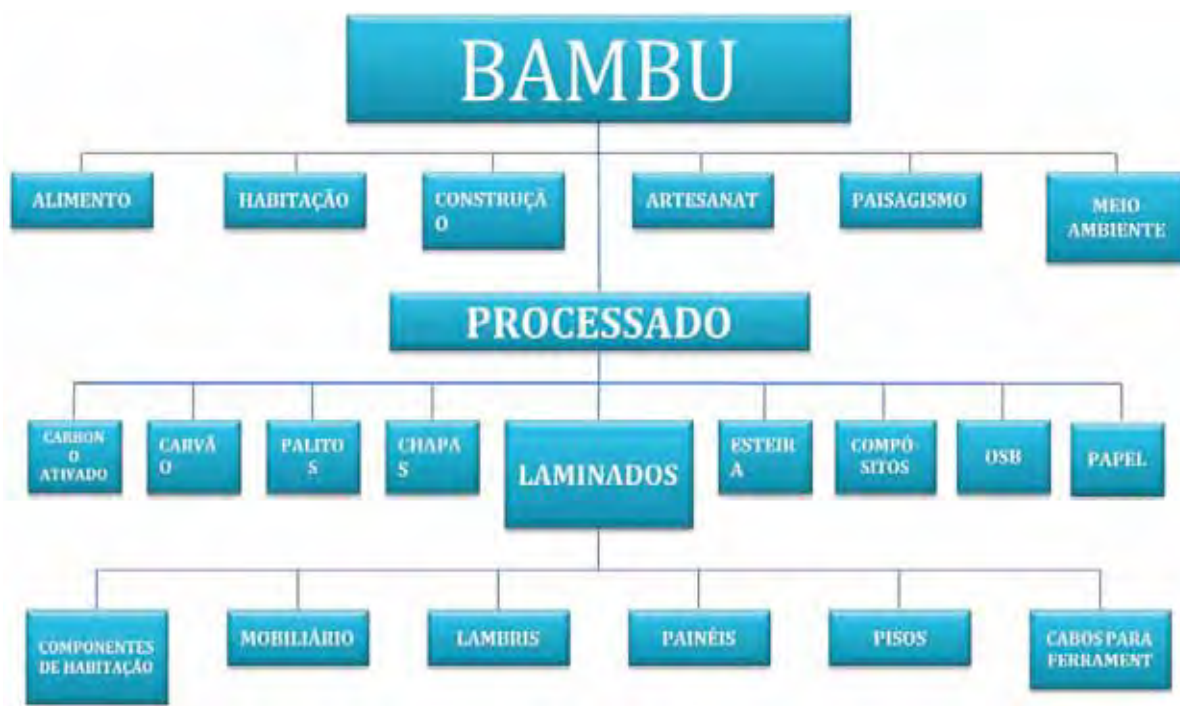 BAMBU
ALIMENTO
HABITAÇÃO
CONSTRUÇÃ
O
ARTESANAT
PAISAGISMO
MEIO
AMBIENTE
PROCESSADO
CARBON
O
ATIVADO
CARVÃ
O
PALITO
S
CHAPA
S
LAMINADOS
ESTEIR
A
COMPÓ-
SITOS
OSB
PAPEL
COMPONENTES
DE HABITAÇÃO
MOBILIÁRIO
LAMBRIS
PAINÉIS
PISOS
CABOS PARA
FERRAMENT